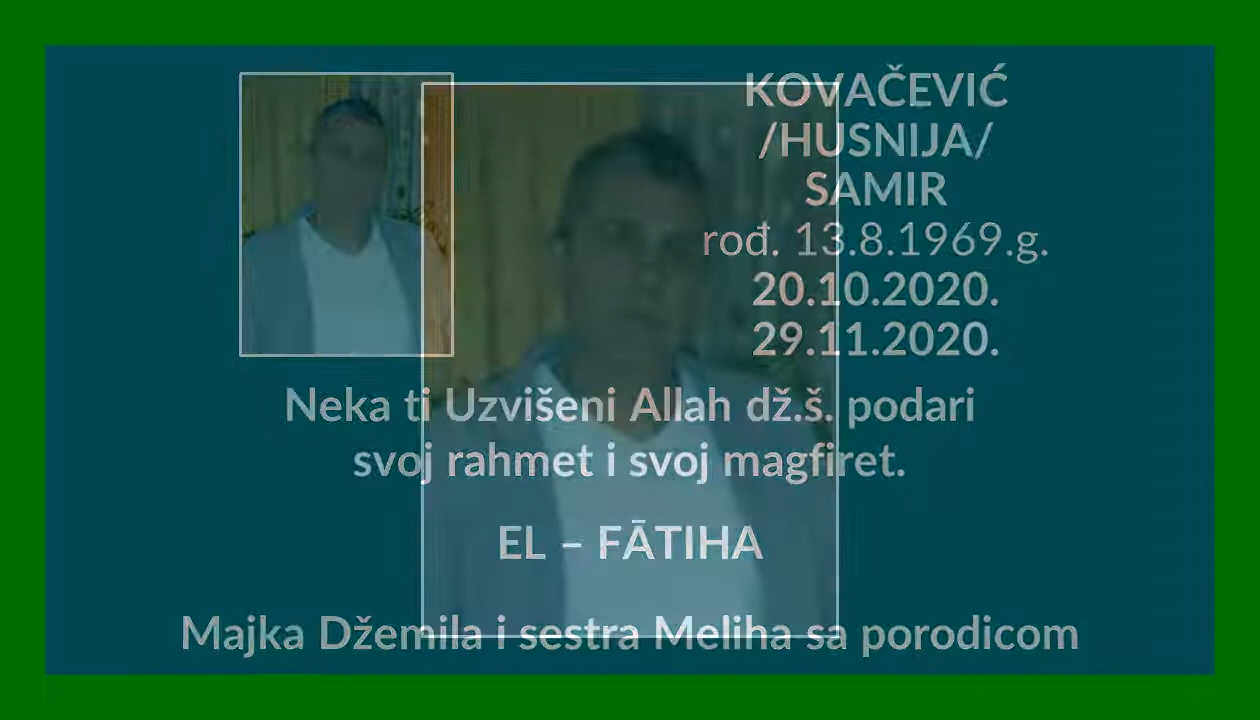 KOVAČEVIĆ
/HUSNIJA/
SAMIR
rođ. 13.8.1969.g.
20.10.2020.
29.11.2020.
Neka ti Uzvišeni Allah dž.š. podari
svoj rahmet i svoj magfiret.
EL – FĀTIHA
Majka Džemila i sestra Meliha sa porodicom